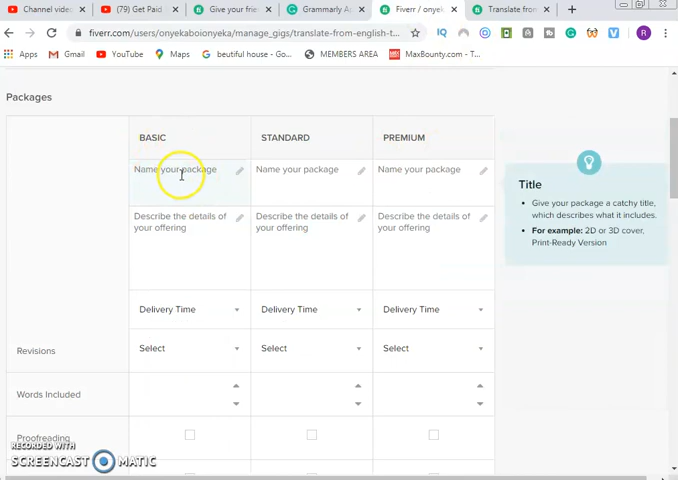 Channel video
(79) Get Paid
Give your frie
Grammarly A
Fiverr / onyek
Translate from
fiverr.com/users/onyekaboionyeka/manage_gigs/translate-from-english-t...
R
Apps
Gmail
YouTube
Maps
beutiful house - G...
MEMBERS AREA
MaxBounty.com - T...
Packages
BASIC
STANDARD
PREMIUM
Name your package
Name your package
Name your package
Describe the details of
your offering
Describe the details of
your offering
Describe the details of
your offering
Title
Give your package a catchy title,
which describes what it includes.
For example: 2D or 3D cover,
Print-Ready Version
Delivery Time
Delivery Time
Delivery Time
Revisions
Select
Select
Select
Words Included
Proofreading
RECORDED WITH
SCREENCAST MATIC